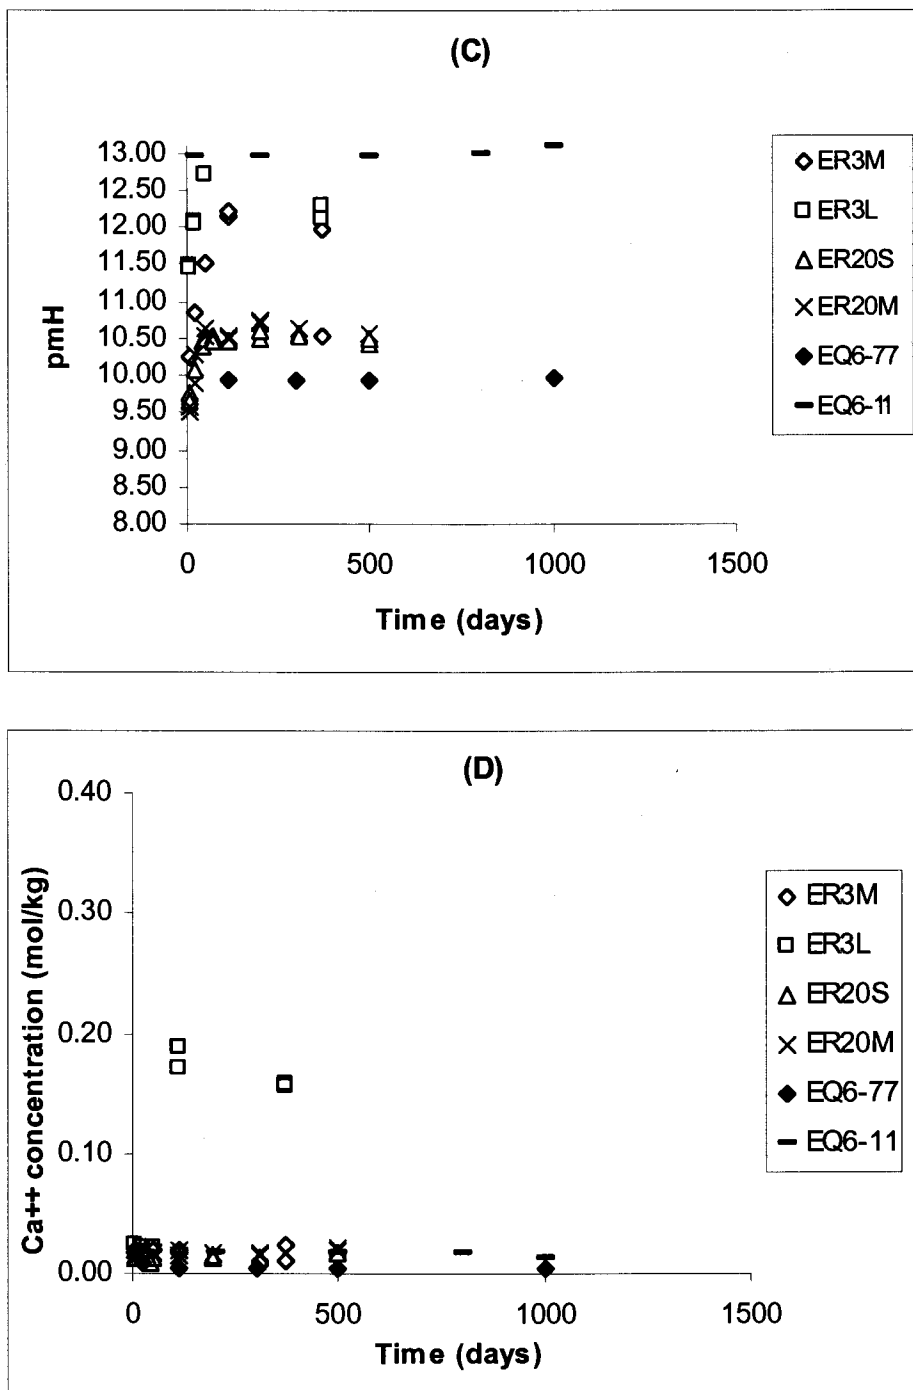 (C)
pmH
13.00
12.50
12.00
11.50
11.00
10.50
10.00
9.50
9.00
8.50
8.00
0 500 1000 1500
Time (days)
ER3M
ER3L
ER20S
ER20M
EQ6-77
EQ6-11
(D)
Ca++ concentration (mol/kg)
0.40
0.30
0.20
0.10
0.00
0 500 1000 1500
Time (days)
ER3M
ER3L
ER20S
ER20M
EQ6-77
EQ6-11